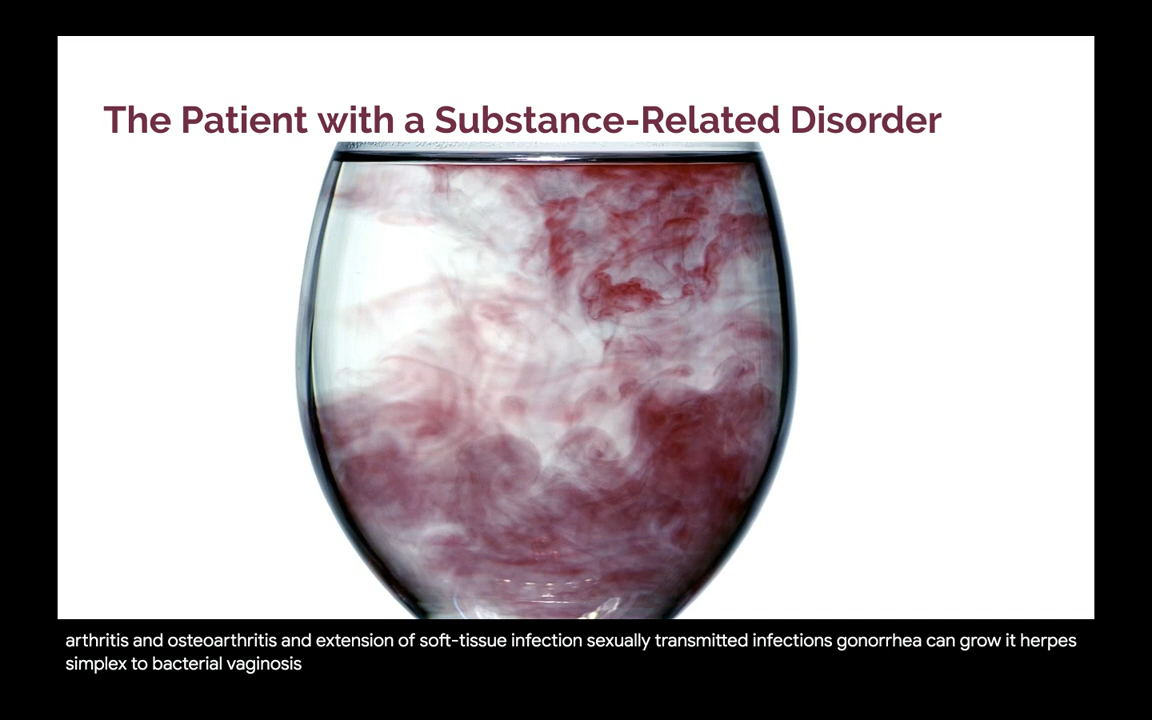 The Patient with a Substance-Related Disorder
arthritis and osteoarthritis and extension of soft-tissue infection sexually transmitted infections gonorrhea can grow it herpes
simplex to bacterial vaginosis